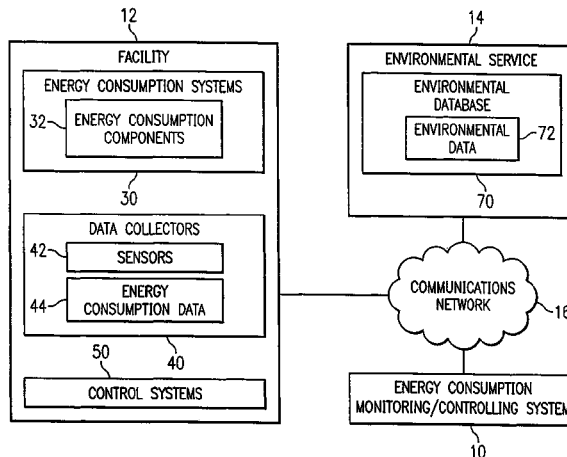 12
FACILITY
ENERGY CONSUMPTION SYSTEMS
32
ENERGY CONSUMPTION
COMPONENTS
30
DATA COLLECTORS
42
SENSORS
44
ENERGY
CONSUMPTION DATA
40
50
CONTROL SYSTEMS
14
ENVIRONMENTAL SERVICE
ENVIRONMENTAL
DATABASE
ENVIRONMENTAL
DATA
72
70
COMMUNICATIONS
NETWORK
16
ENERGY CONSUMPTION
MONITORING/CONTROLLING SYSTEM
10